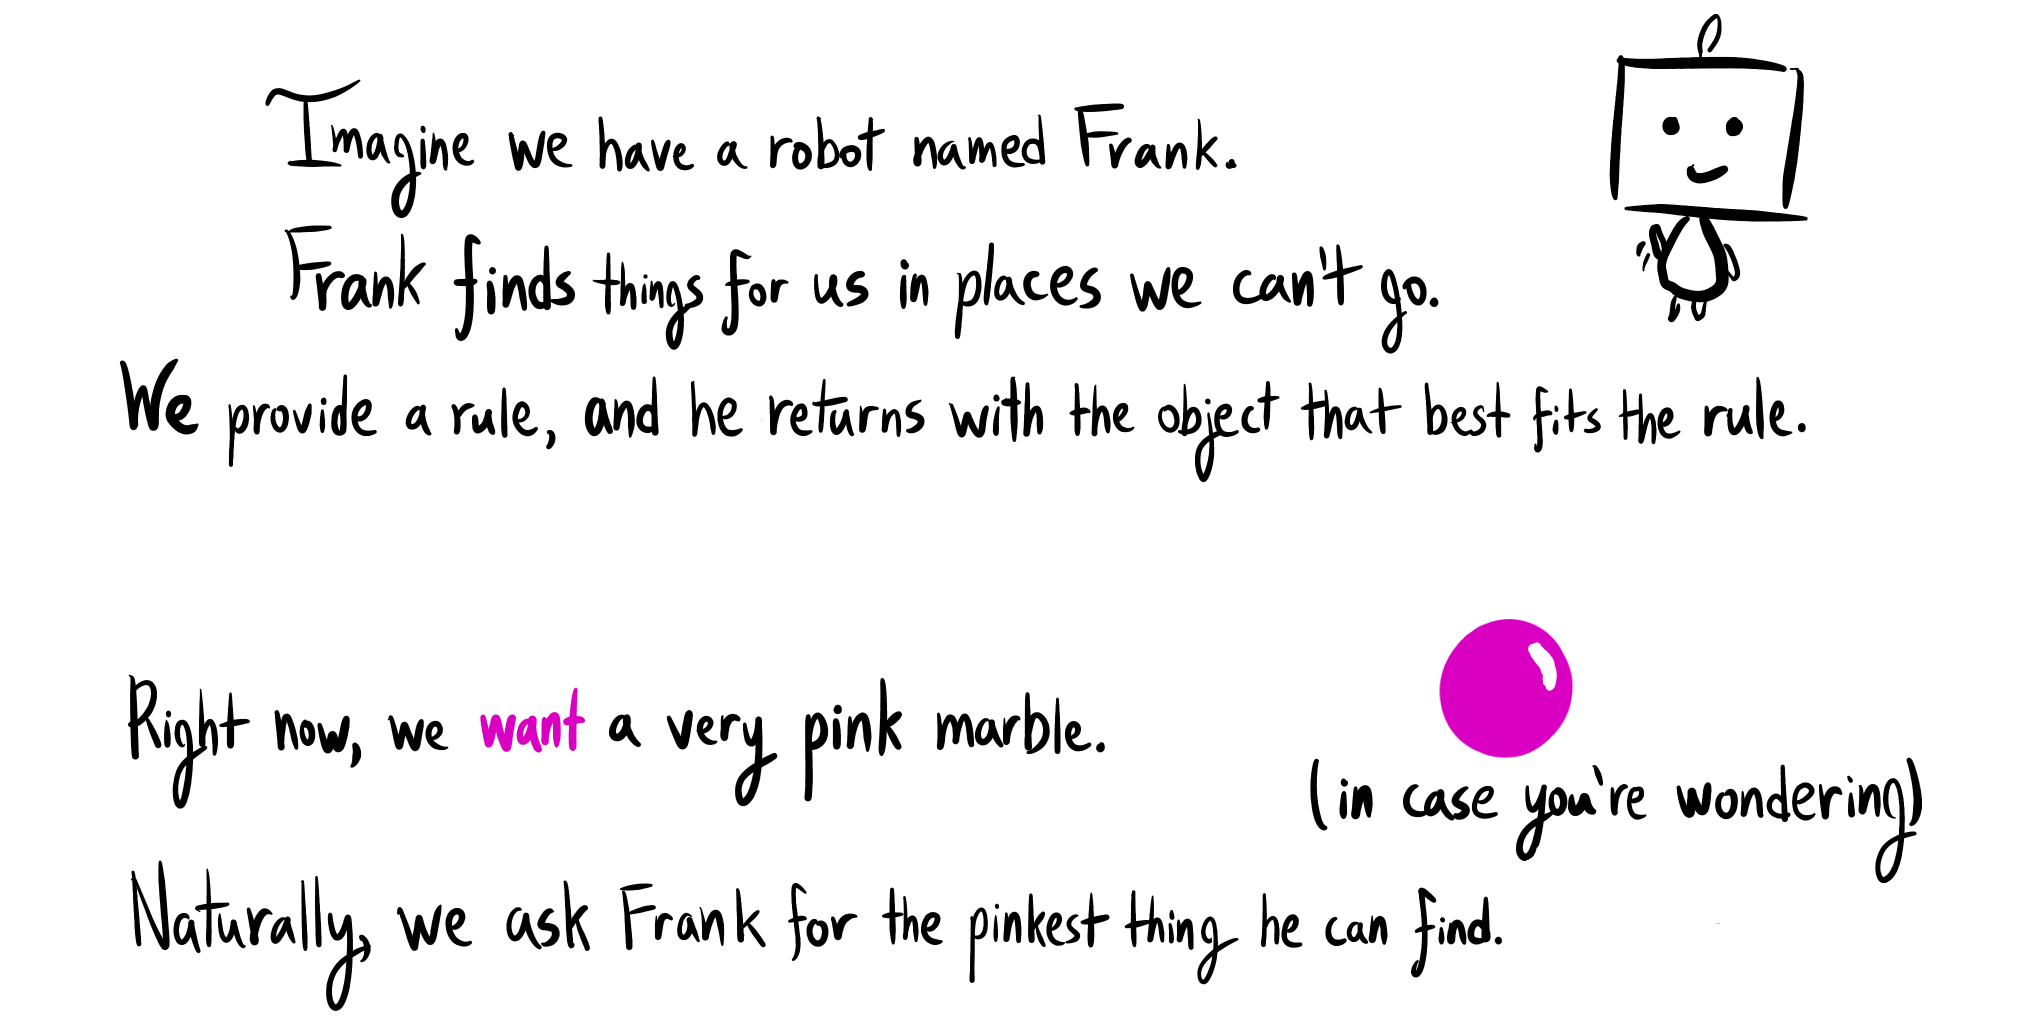 Imagine we have a robot named Frank.
Frank finds things for us in places we can't go.
We provide a rule, and he returns with the object that best fits the rule.
Right now, we want a very pink marble.
(in case you're wondering)
Naturally, we ask Frank for the pinkest thing he can find.